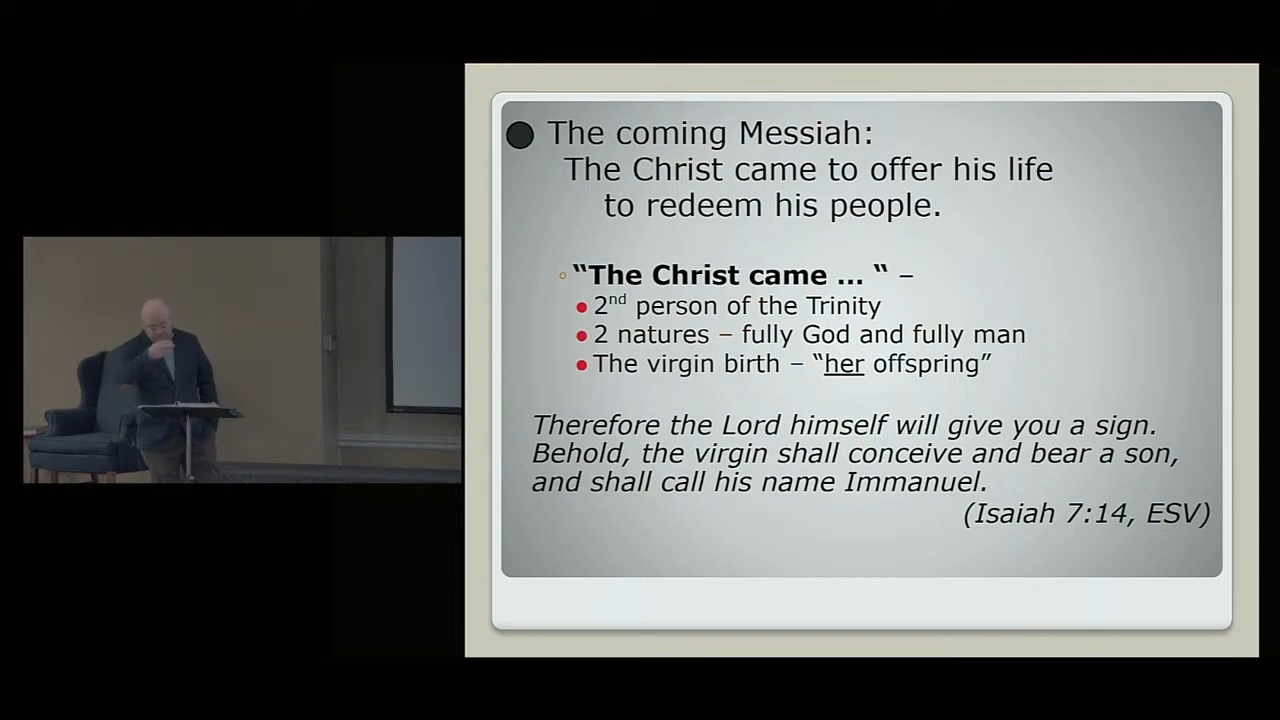 The coming Messiah:
The Christ came to offer his life
to redeem his people.
“The Christ came … “ –
2nd person of the Trinity
2 natures – fully God and fully man
The virgin birth – “her offspring”
Therefore the Lord himself will give you a sign.
Behold, the virgin shall conceive and bear a son,
and shall call his name Immanuel.
(Isaiah 7:14, ESV)